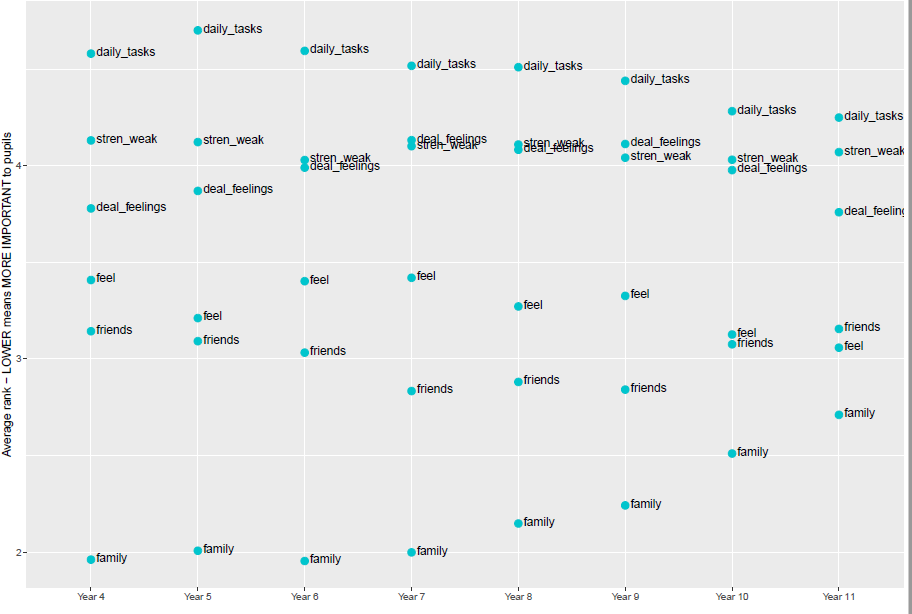 Average rank − LOWER means MORE IMPORTANT to pupils
4
3
2
daily_tasks
stren_weak
deal_feelings
feel
friends
family
daily_tasks
stren_weak
deal_feelings
feel
friends
family
daily_tasks
stren_weak
deal_feelings
feel
friends
family
daily_tasks
deal_feelings
stren_weak
feel
friends
family
daily_tasks
stren_weak
deal_feelings
feel
friends
family
daily_tasks
deal_feelings
stren_weak
feel
friends
family
daily_tasks
stren_weak
deal_feelings
feel
friends
family
daily_tasks
stren_weak
deal_feeling
friends
feel
family
Year 4 Year 5 Year 6 Year 7 Year 8 Year 9 Year 10 Year 11